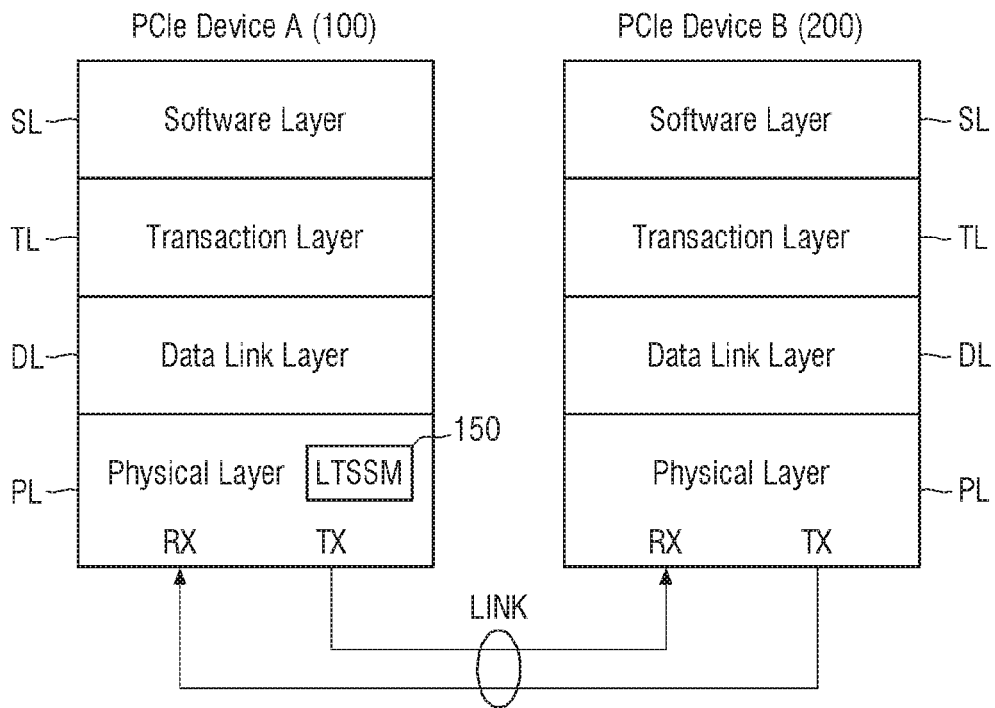 PCIe Device A (100)
PCIe Device B (200)
SL
Software Layer
Software Layer
SL
TL
Transaction Layer
Transaction Layer
TL
DL
Data Link Layer
Data Link Layer
DL
150
PL
Physical Layer
LTSSM
Physical Layer
PL
RX
TX
RX
TX
LINK